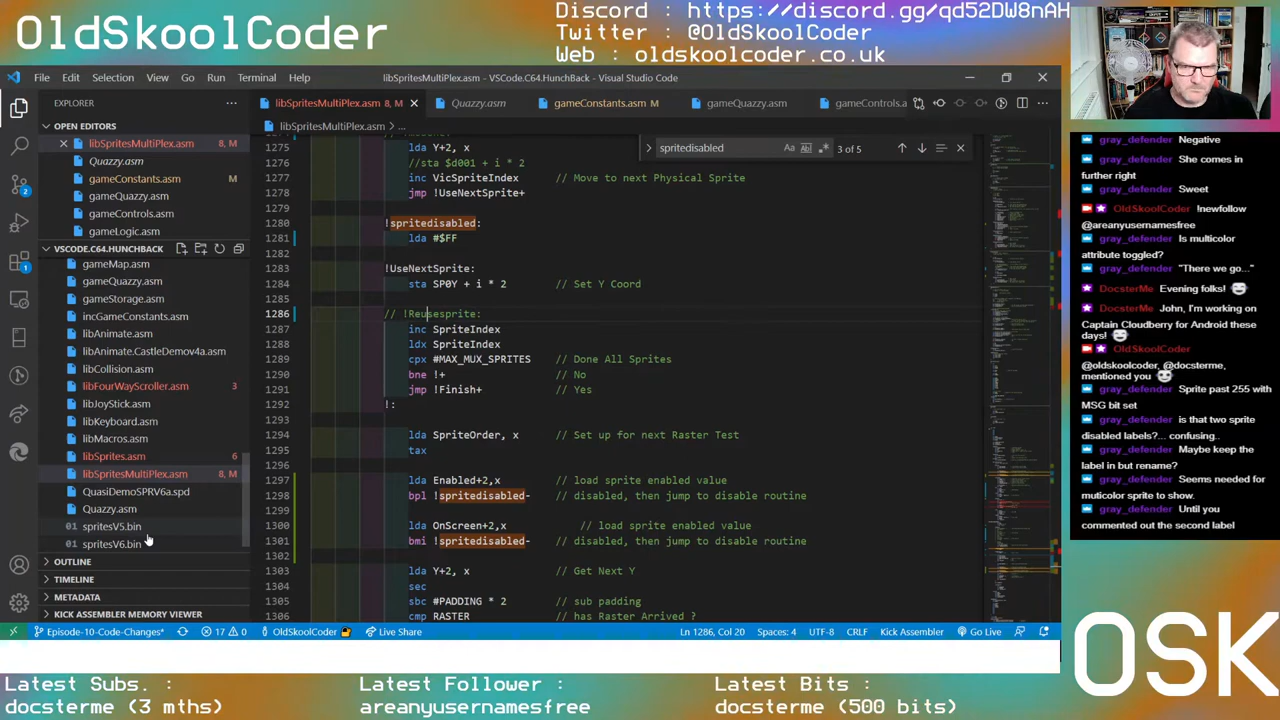 OldSkoolCoder
Discord : https://discord.gg/qd52DW8nAH
Twitter : @OldSkoolCoder
Web : oldskoolcoder.co.uk
File Edit Selection View Go Run Terminal Help
libSpritesMultiPlex.asm - VSCode.C64.HunchBack - Visual Studio Code
EXPLORER
OPEN EDITORS
libSpritesMultiPlex.asm 8, M
Quazzy.asm
gameConstants.asm M
gameQuazzy.asm
gameControls.asm
gameLogic.asm
VSCODE.C64.HUNCHBACK
gameMap.asm
gameQuazy.asm
gameStorage.asm
incGameConstants.asm
libAnimate.asm
libAnimate.CastleDemov4a.asm
libCollision.asm
libFourWayScroller.asm 3
libJoyStick.asm
libKeyboard.asm
libMacros.asm
libSprites.asm 6
libSpritesMultiPlex.asm 8, M
QuasiDemoSPRV6a.spd
Quazy.asm
spritesV5.bin
spritesV6.bin
OUTLINE
TIMELINE
METADATA
KICK ASSEMBLER MEMORY VIEWER
libSpritesMultiPlex.asm 8, M
Quazzy.asm
gameConstants.asm M
gameQuazzy.asm
gameControls.a
libSpritesMultiPlex.asm > ...
spritedisabled
3 of 5
1275 lda Y+2, x
1276 //sta $d001 + i * 2
1277 inc VicSpriteIndex // Move to next Physical Sprite
1278 jmp !UseNextSprite+
1279
1280 !spritedisabled:
1281 lda #$FF
1282
1283 !UseNextSprite:
1284 sta SP0Y + i * 2 // Set Y Coord
1285
1286 // !Reusesprite:
1287 inc SpriteIndex
1288 ldx SpriteIndex
1289 cpx #MAX_MUX_SPRITES // Done All Sprites
1290 bne !+ // No
1291 jmp !Finish+ // Yes
1292 !:
1293
1294 lda SpriteOrder, x // Set up for next Raster Test
1295 tax
1296
1297 lda Enabled+2,x // load sprite enabled value
1298 bpl !spritedisabled- // disabled, then jump to disable routine
1299
1300 lda OnScreen+2,x // load sprite enabled value
1301 bmi !spritedisabled- // disabled, then jump to disable routine
1302
1303 lda Y+2, x // Get Next Y
1304 sec
1305 sbc #PADDING * 2 // sub padding
1306 cmp RASTER // has Raster Arrived ?
Episode-10-Code-Changes* 17 0 OldSkoolCoder Live Share Ln 1286, Col 20 Spaces: 4 UTF-8 CRLF Kick Assembler Go Live
gray_defender Negative
gray_defender She comes in
further right
gray_defender Sweet
OldSkoolCoder !newfollow
@areanyusernamesfree
gray_defender Is multicolor
attribute toggled?
gray_defender "There we go..."
DocsterMe Evening folks!
DocsterMe John, I'm working on
Captain Cloudberry for Android these
days!
OldSkoolCoder
@oldskoolcoder, @docsterme,
mentioned you
gray_defender Sprite past 255 with
MSG bit set
gray_defender is that two sprite
disabled labels?... confusing..
gray_defender Maybe keep the
label in but rename?
gray_defender Seems needed for
muticolor sprite to show.
gray_defender Until you
commented out the second label
OSK
Latest Subs. :
docsterme (3 mths)
Latest Follower :
areanyusernamesfree
Latest Bits :
docsterme (500 bits)